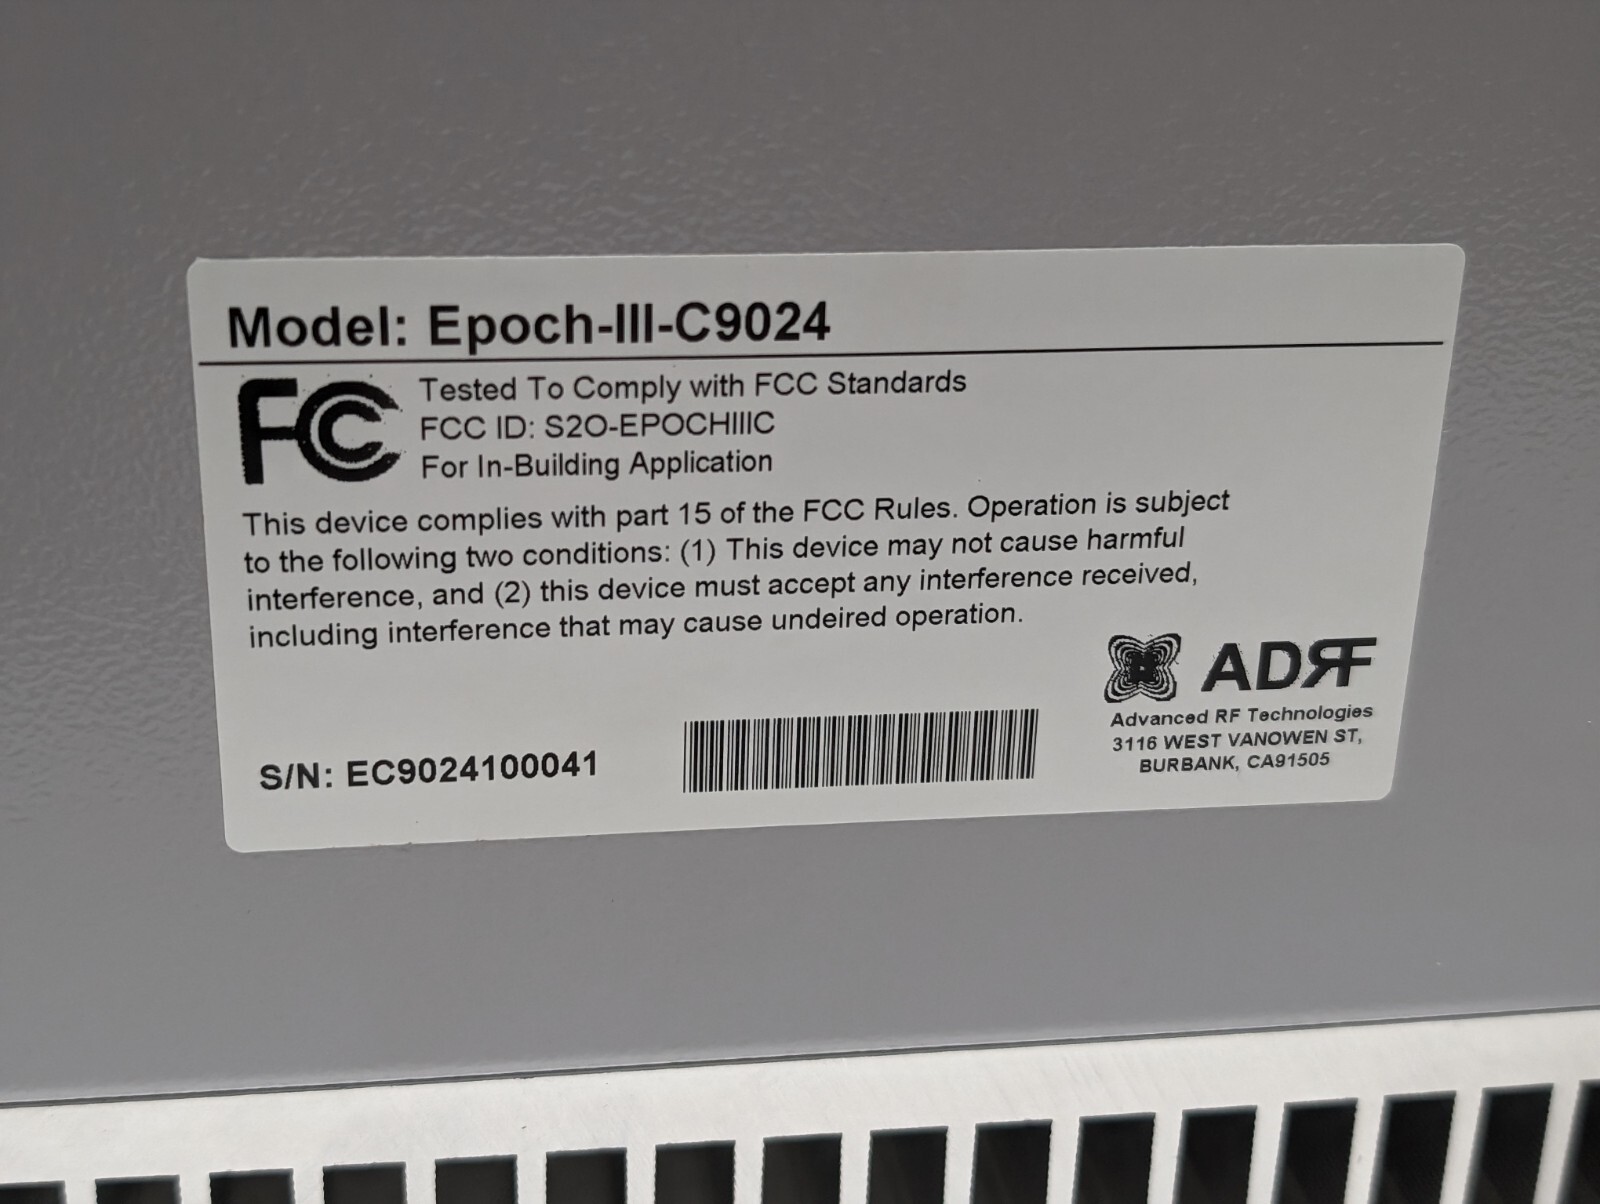 Model: Epoch-III-C9024
FC
Tested To Comply with FCC Standards
FCC ID: S2O-EPOCHIIIC
For In-Building Application
This device complies with part 15 of the FCC Rules. Operation is subject
to the following two conditions: (1) This device may not cause harmful
interference, and (2) this device must accept any interference received,
including interference that may cause undeired operation.
ADRF
Advanced RF Technologies
3116 WEST VANOWEN ST,
BURBANK, CA91505
S/N: EC9024100041